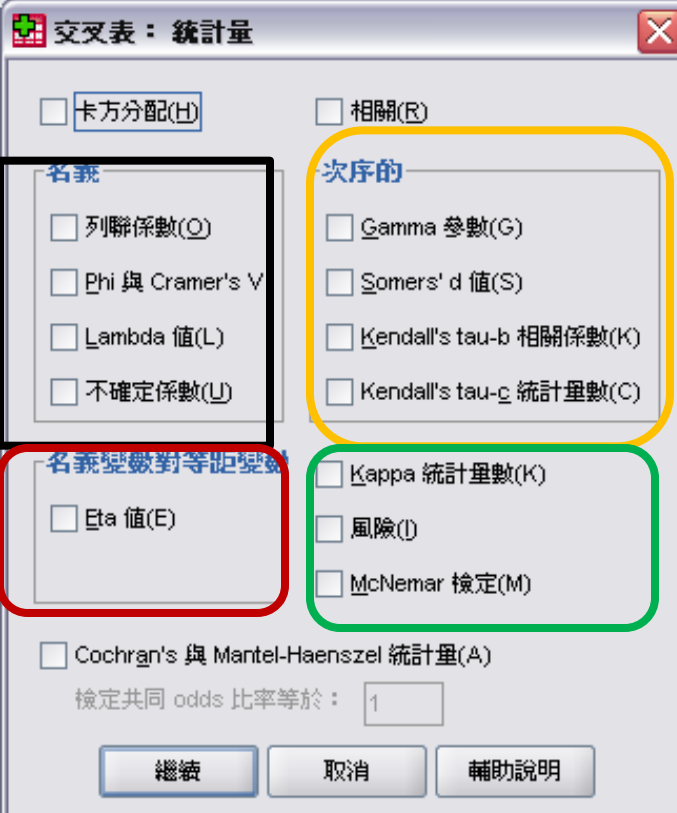 交叉表： 統計量
卡方分配(H)
相關(R)
名義
列聯係數(O)
Phi 與 Cramer's V
Lambda 值(L)
不確定係數(U)
次序的
Gamma 參數(G)
Somers' d 值(S)
Kendall's tau-b 相關係數(K)
Kendall's tau-c 統計量數(C)
名義變數對等距變數
Eta 值(E)
Kappa 統計量數(K)
風險(I)
McNemar 檢定(M)
Cochran's 與 Mantel-Haenszel 統計量(A)
檢定共同 odds 比率等於： 1
繼續
取消
輔助說明